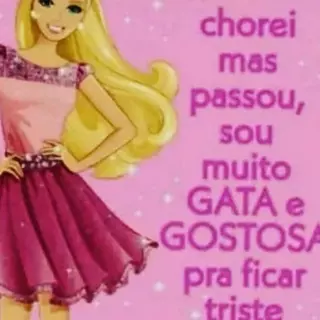 chorei
mas
passou,
sou
muito
GATA e
GOSTOSA
pra ficar
triste